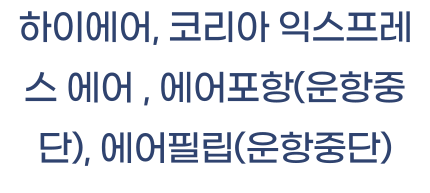 하이에어, 코리아 익스프레
스 에어 , 에어포항(운항중
단), 에어필립(운항중단)